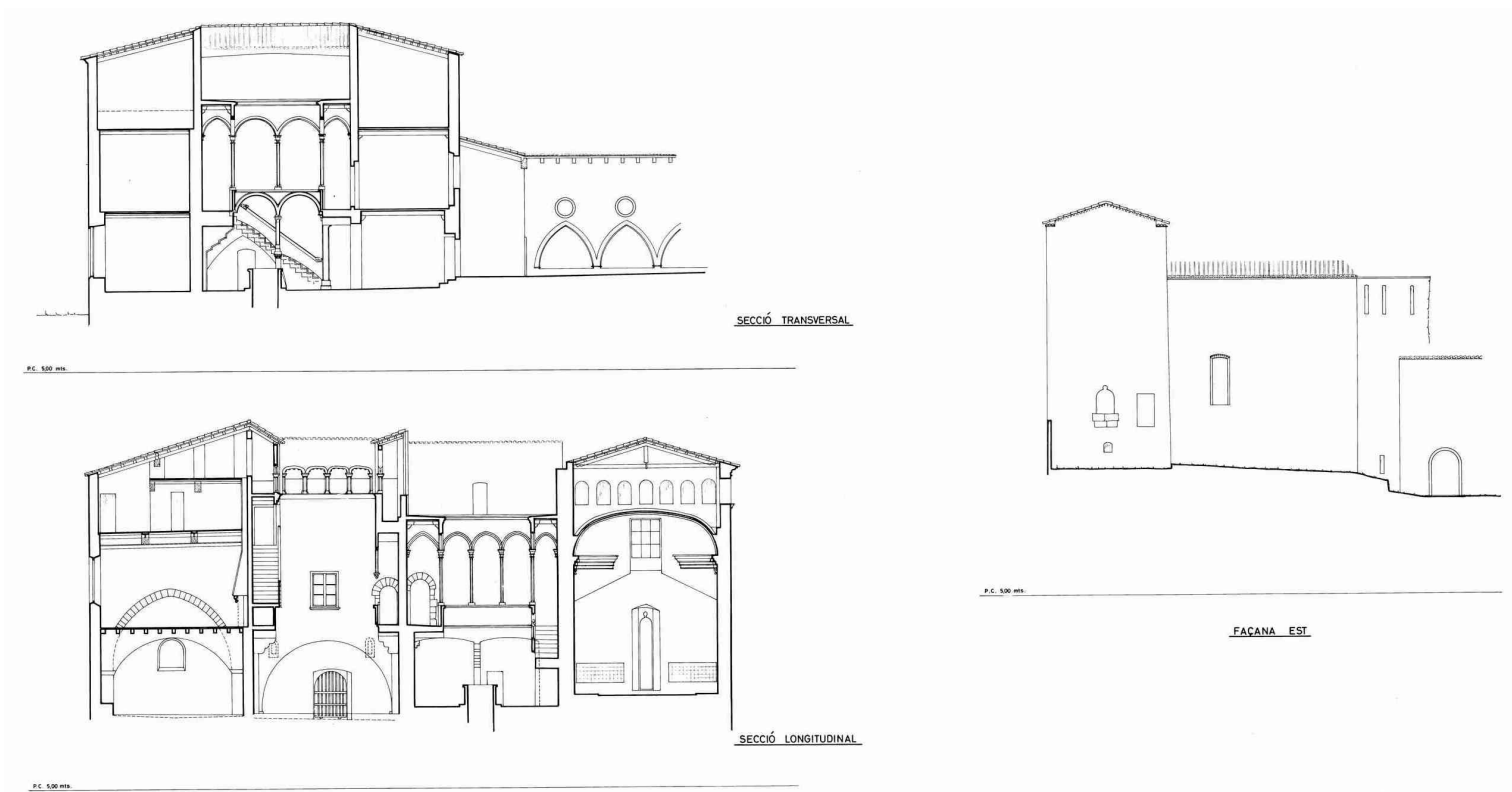 SECCIÓ TRANSVERSAL
P.C. 5,00 mts.
SECCIÓ LONGITUDINAL
P.C. 5,00 mts.
P.C. 5,00 mts.
FAÇANA EST